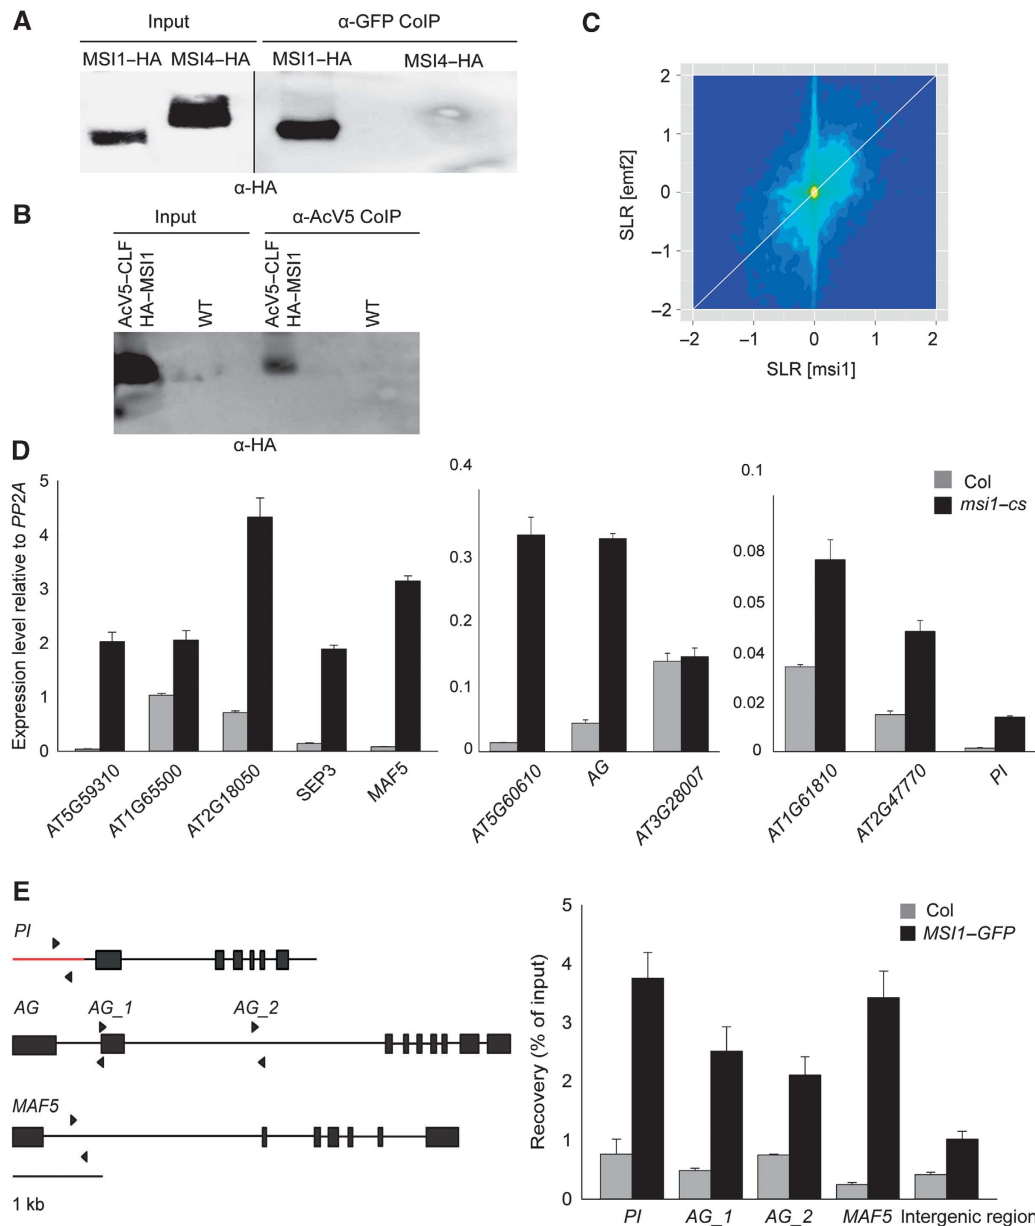 A
Input
α-GFP CoIP
MSI1–HA
MSI4–HA
MSI1–HA
MSI4–HA
α-HA
B
Input
α-AcV5 CoIP
AcV5–CLF
HA–MSI1
WT
AcV5–CLF
HA–MSI1
WT
α-HA
C
SLR [emf2]
2
1
0
−1
−2
−2
−1
0
1
2
SLR [msi1]
D
Expression level relative to PP2A
5
4
3
2
1
0
AT5G59310
AT1G65500
AT2G18050
SEP3
MAF5
0.4
0.3
0.2
0.1
0
AT5G60610
AG
AT3G28007
0.1
0.08
0.05
0.04
0.02
0
AT1G61810
AT2G47770
PI
Col
msi1–cs
E
PI
AG
AG_1
AG_2
MAF5
1 kb
Recovery (% of input)
5
4
3
2
1
0
PI
AG_1
AG_2
MAF5
Intergenic region
Col
MSI1–GFP